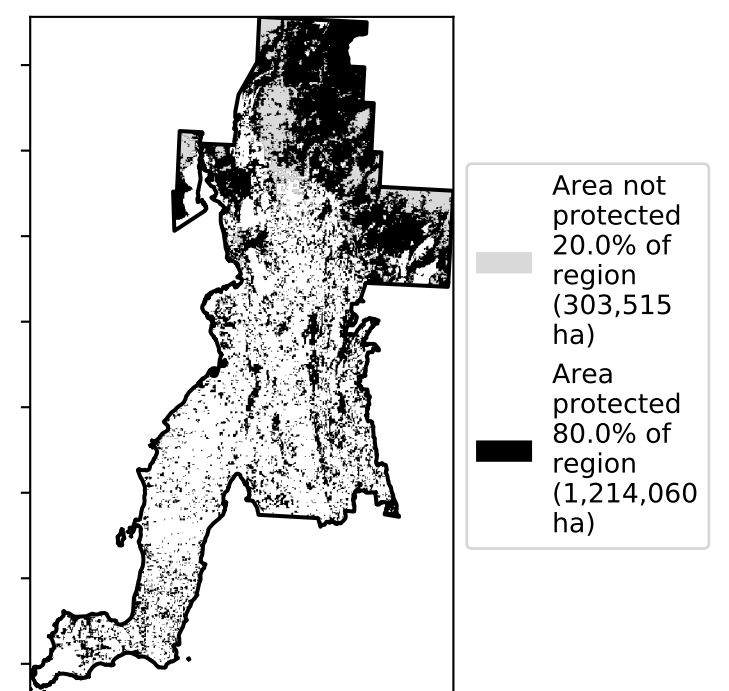 Area not
protected
20.0% of
region
(303,515
ha)
Area
protected
80.0% of
region
(1,214,060
ha)